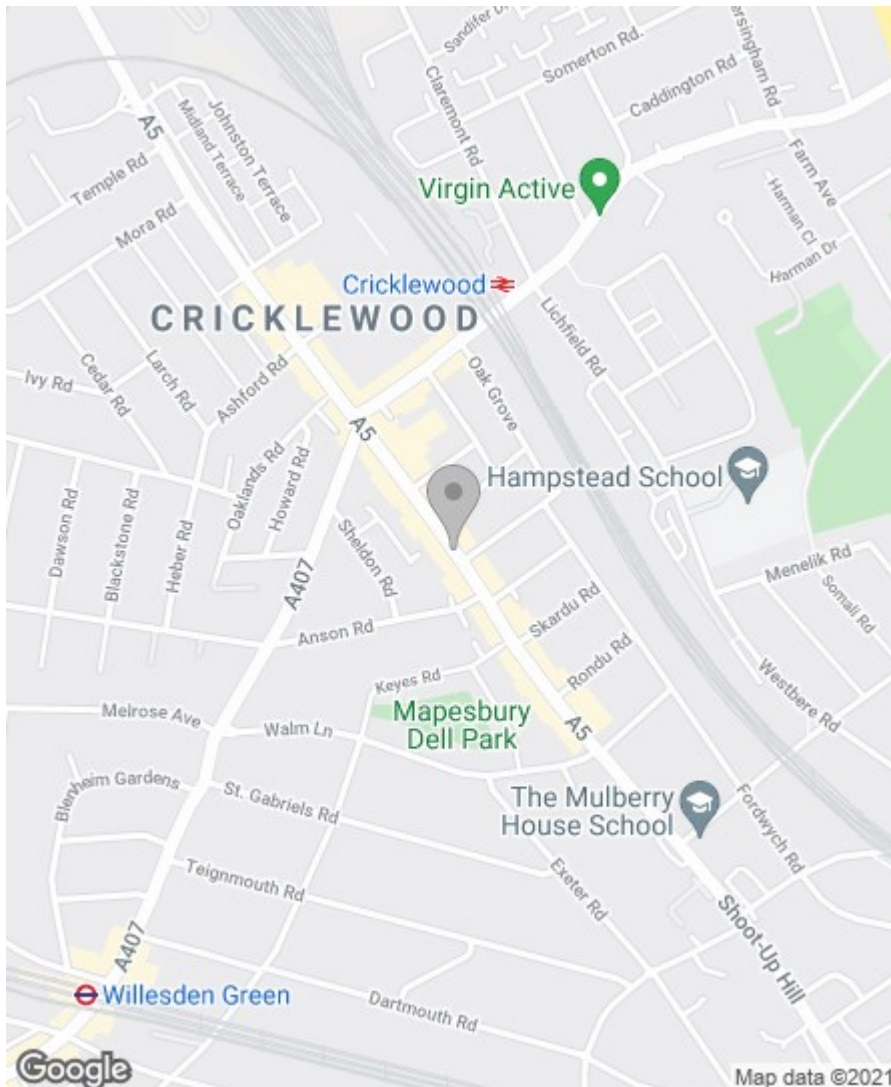 Sandifer D
Somerton Rd.
Caddington Rd
ersingham Rd
Claremont Rd
A5
Midland Terrace
Johnston Terrace
Temple Rd
Mora Rd
Virgin Active
Farm Ave
Harman Cl
Harman Dr
Cricklewood
CRICKLEWOOD
Lichfield Rd
Ivy Rd
Cedar Rd
Larch Rd
Ashford Rd
Oak Grove
A5
Oaklands Rd
Howard Rd
Hampstead School
Dawson Rd
Blackstone Rd
Heber Rd
Sheldon Rd
A407
Menelik Rd
Somali Rd
Anson Rd
Skardu Rd
Rondu Rd
Keyes Rd
Westbere Rd
Melrose Ave
Walm Ln
Mapesbury
Dell Park
A5
Blenheim Gardens
St. Gabriels Rd
The Mulberry
House School
Fordwych Rd
Teignmouth Rd
Exeter Rd
Shoot-Up Hill
A407
Willesden Green
Dartmouth Rd
Google
Map data ©2021